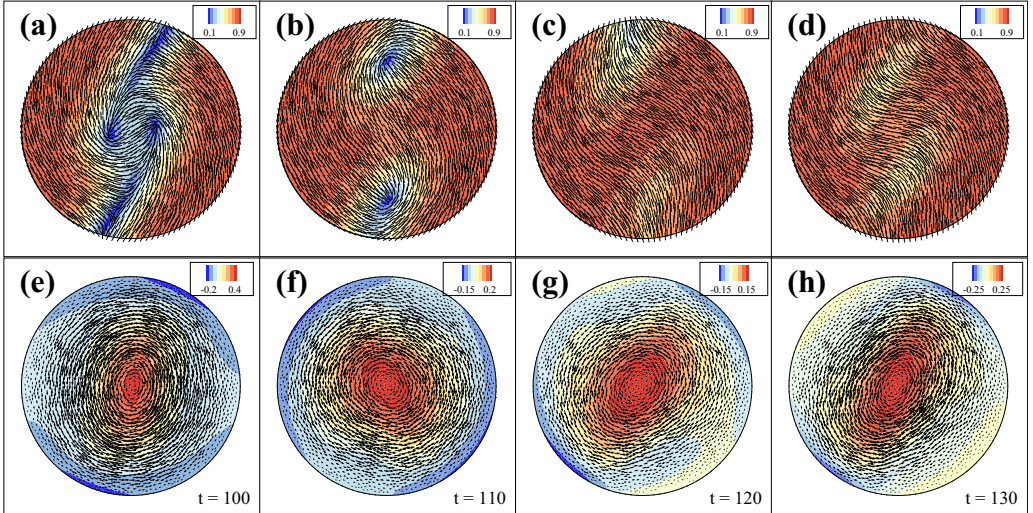 (a) 0.1 0.9
(b) 0.1 0.9
(c) 0.1 0.9
(d) 0.1 0.9
(e) -0.2 0.4
t = 100
(f) -0.15 0.2
t = 110
(g) -0.15 0.15
t = 120
(h) -0.25 0.25
t = 130